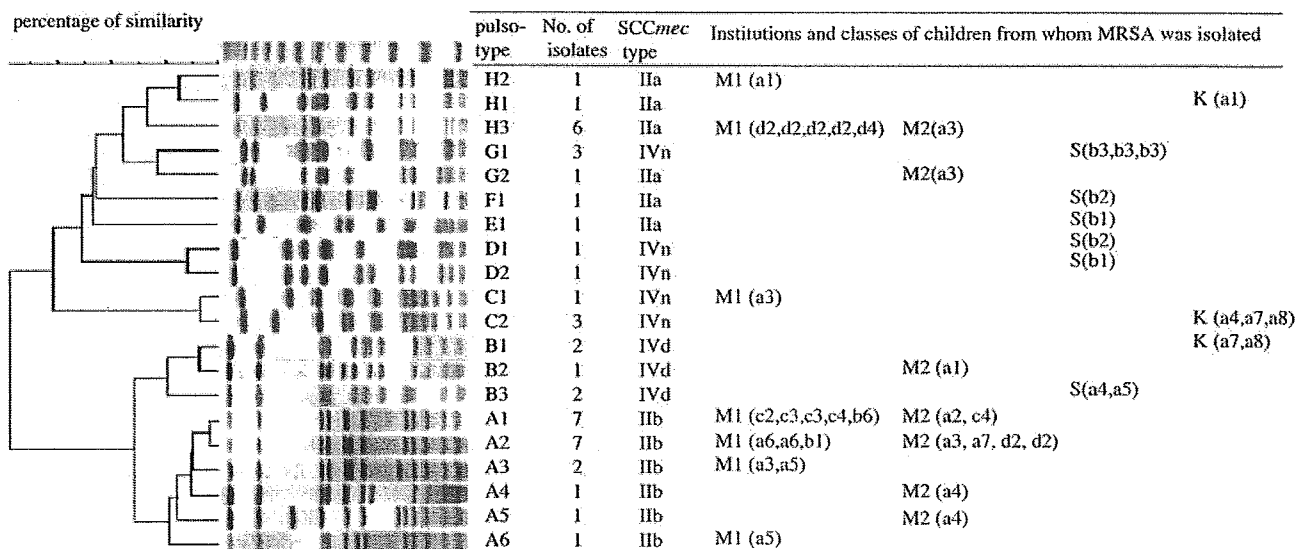 percentage of similarity
pulso-type No. of isolates SCCmec type Institutions and classes of children from whom MRSA was isolated
H2 1 IIa M1 (a1)
H1 1 IIa K (a1)
H3 6 IIa M1 (d2,d2,d2,d2,d4) M2(a3)
G1 3 IVn S(b3,b3,b3)
G2 1 IIa M2(a3)
F1 1 IIa S(b2)
E1 1 IIa S(b1)
D1 1 IVn S(b2)
D2 1 IVn S(b1)
C1 1 IVn M1 (a3)
C2 3 IVn K (a4,a7,a8)
B1 2 IVd K (a7,a8)
B2 1 IVd M2 (a1)
B3 2 IVd S(a4,a5)
A1 7 IIb M1 (c2,c3,c3,c4,b6) M2 (a2, c4)
A2 7 IIb M1 (a6,a6,b1) M2 (a3, a7, d2, d2)
A3 2 IIb M1 (a3,a5)
A4 1 IIb M2 (a4)
A5 1 IIb M2 (a4)
A6 1 IIb M1 (a5)